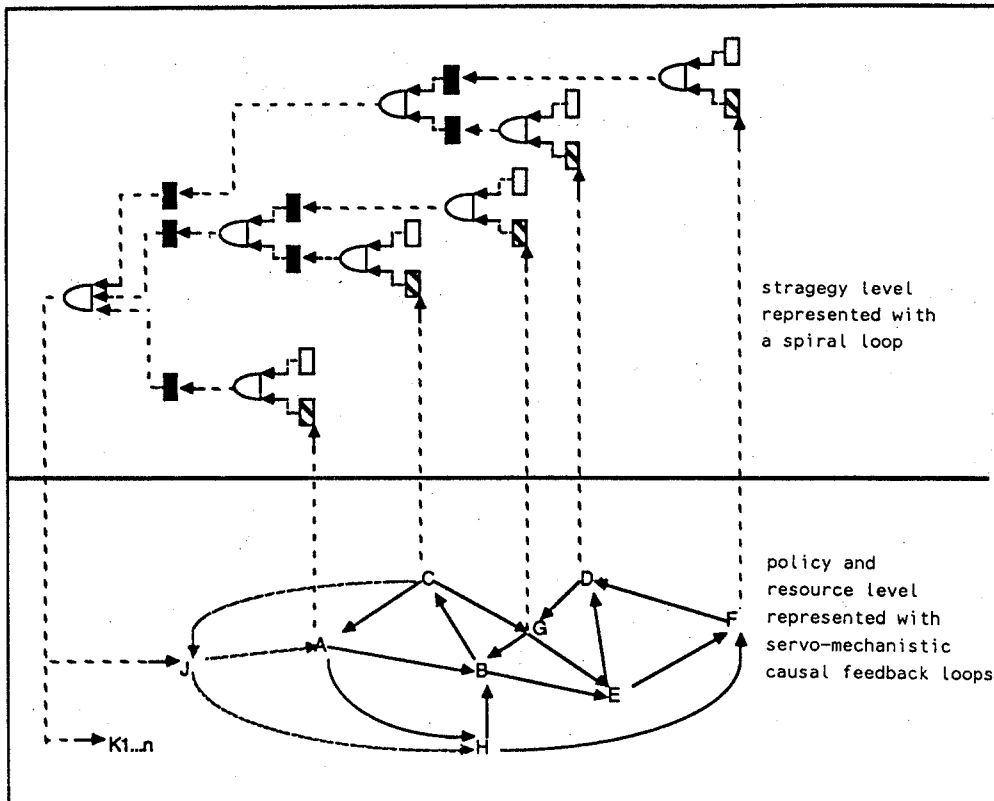 stragegy level
represented with
a spiral loop
policy and
resource level
represented with
servo-mechanistic
causal feedback loops
C
D
F
G
A
B
J
E
H
K1...n